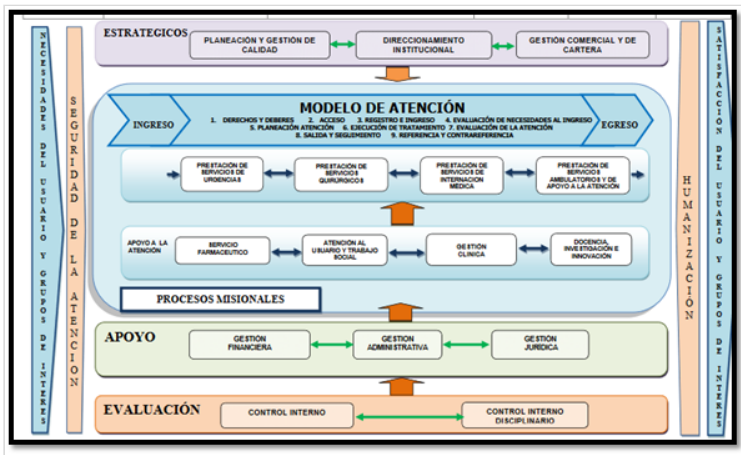 NECESIDADES DEL USUARIO Y GRUPOS DE INTERES
SEGURIDAD DE LA ATENCION
ESTRATEGICOS
PLANEACIÓN Y GESTIÓN DE
CALIDAD
DIRECCIONAMIENTO
INSTITUCIONAL
GESTIÓN COMERCIAL Y DE
CARTERA
INGRESO
MODELO DE ATENCIÓN
1. DERECHOS Y DEBERES 2. ACCESO 3. REGISTRO E INGRESO 4. EVALUACIÓN DE NECESIDADES AL INGRESO
5. PLANEACIÓN ATENCIÓN 6. EJECUCIÓN DE TRATAMIENTO 7. EVALUACIÓN DE LA ATENCIÓN
8. SALIDA Y SEGUIMIENTO 9. REFERENCIA Y CONTRAREFERENCIA
EGRESO
PRESTACIÓN DE
SERVICIOS DE
URGENCIAS
PRESTACIÓN DE
SERVICIOS
QUIRÚRGICOS
PRESTACIÓN DE
SERVICIOS DE
INTERNACION
MÉDICA
PRESTACIÓN DE
SERVICIOS
AMBULATORIOS Y DE
APOYO A LA ATENCIÓN
APOYO A LA
ATENCIÓN
SERVICIO
FARMACEUTICO
ATENCIÓN AL
USUARIO Y TRABAJO
SOCIAL
GESTIÓN
CLINICA
DOCENCIA,
INVESTIGACIÓN E
INNOVACIÓN
PROCESOS MISIONALES
APOYO
GESTIÓN
FINANCIERA
GESTIÓN
ADMINISTRATIVA
GESTIÓN
JURÍDICA
EVALUACIÓN
CONTROL INTERNO
CONTROL INTERNO
DISCIPLINARIO
HUMANIZACIÓN
SATISFACCIÓN DEL USUARIO Y GRUPOS DE INTERES